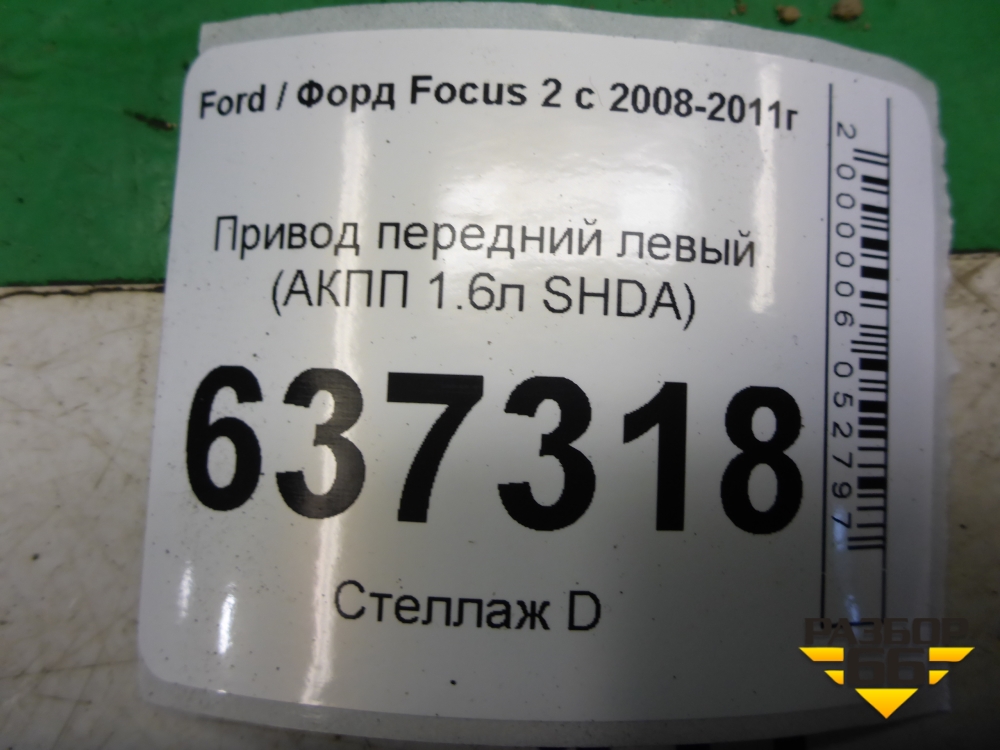 Ford / Форд Focus 2 с 2008-2011г
Привод передний левый
(АКПП 1.6л SHDA)
637318
Стеллаж D
2000006052797
РАЗБОР
66